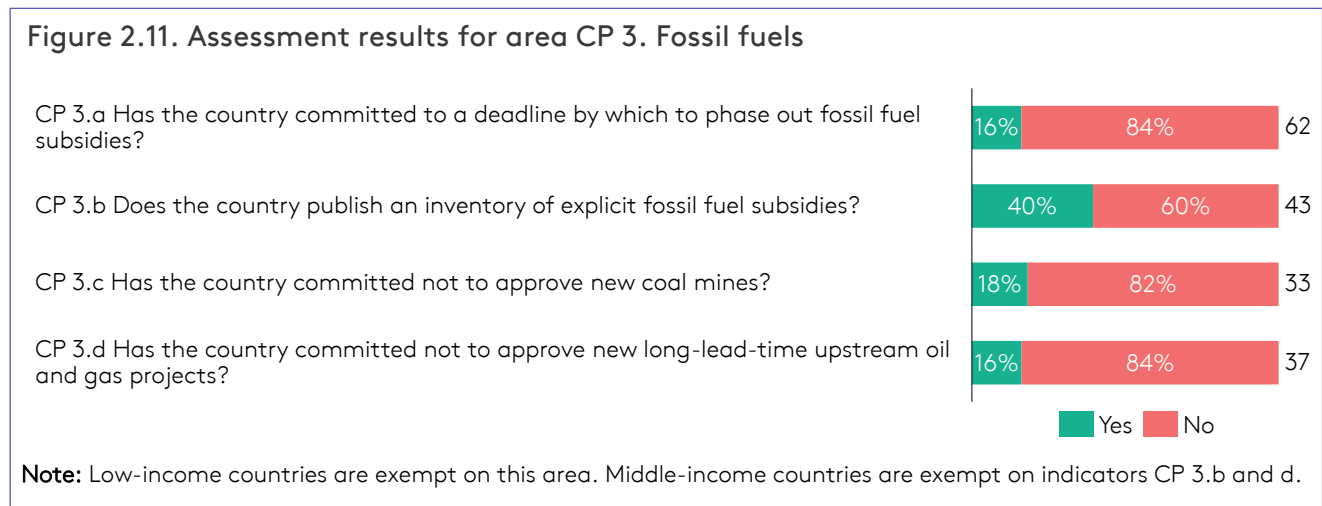 Figure 2.11. Assessment results for area CP 3. Fossil fuels
CP 3.a Has the country committed to a deadline by which to phase out fossil fuel
subsidies?
16%
84%
62
CP 3.b Does the country publish an inventory of explicit fossil fuel subsidies?
40%
60%
43
CP 3.c Has the country committed not to approve new coal mines?
18%
82%
33
CP 3.d Has the country committed not to approve new long-lead-time upstream oil
and gas projects?
16%
84%
37
Yes
No
Note: Low-income countries are exempt on this area. Middle-income countries are exempt on indicators CP 3.b and d.